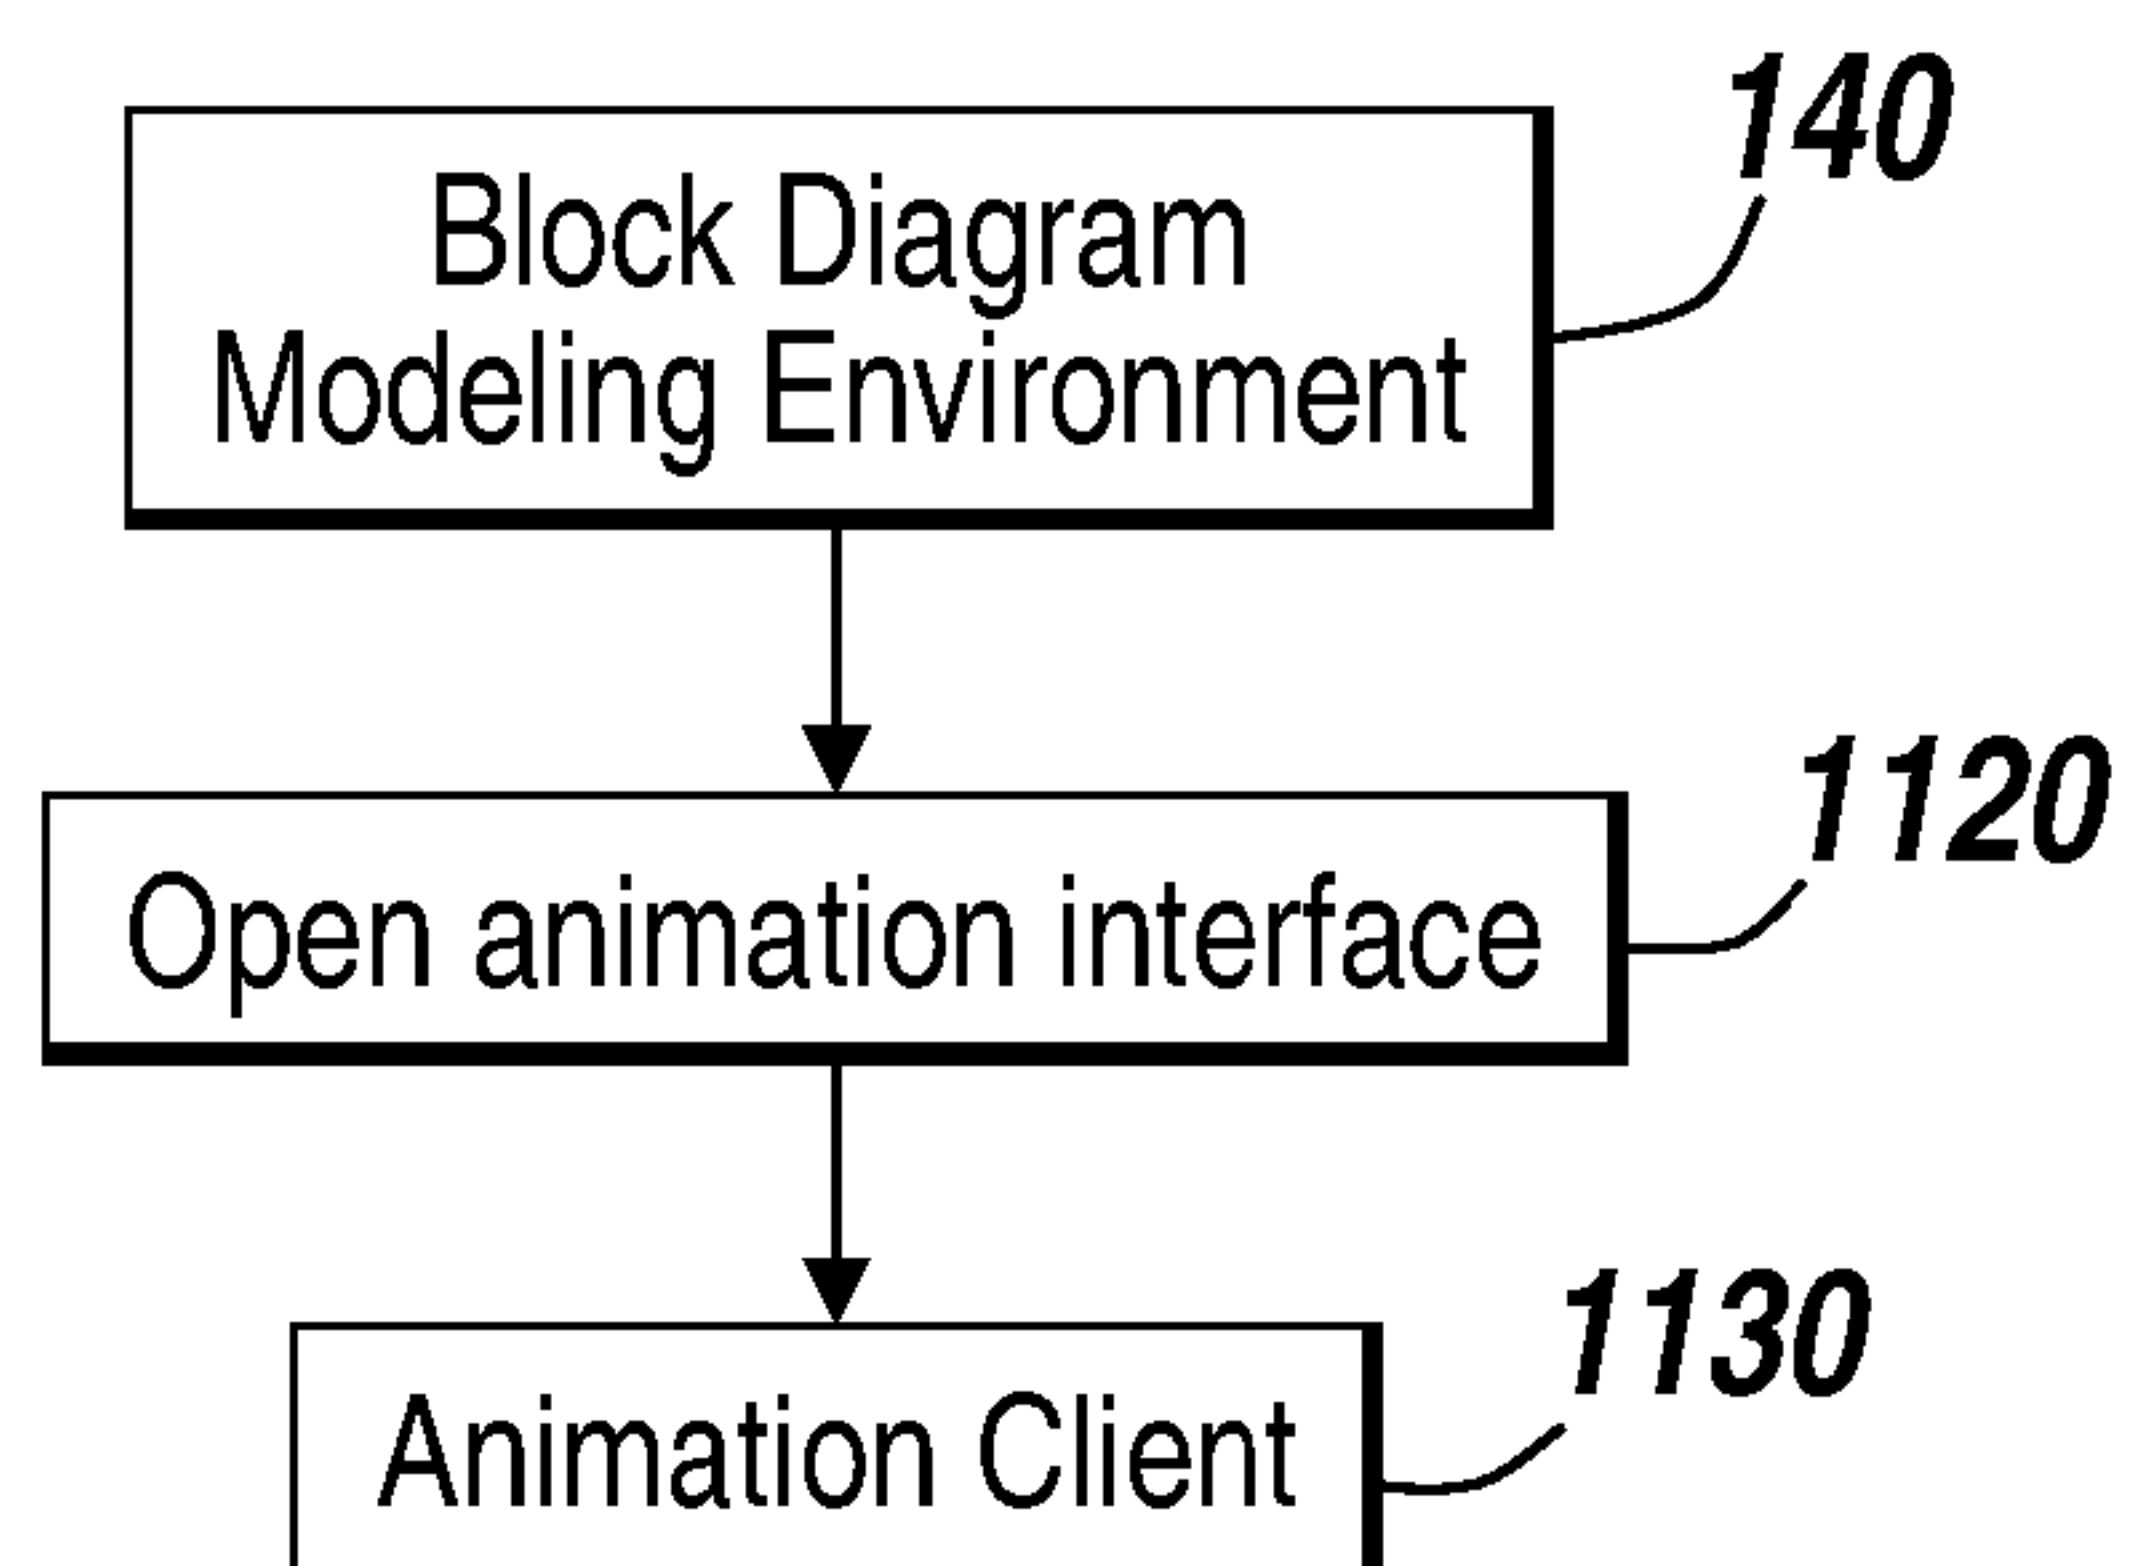 140
Block Diagram
Modeling Environment
1120
Open animation interface
1130
Animation Client